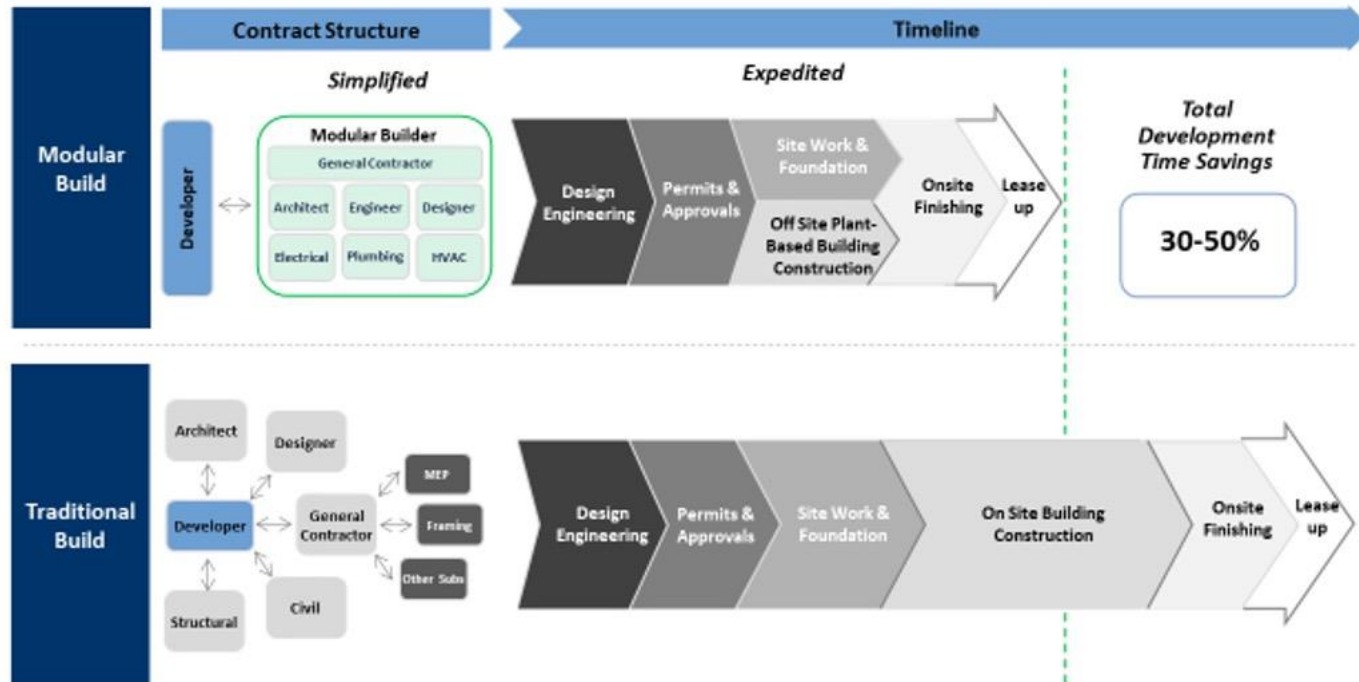 Contract Structure
Timeline
Modular
Build
Simplified
Developer
Modular Builder
General Contractor
Architect
Engineer
Designer
Electrical
Plumbing
HVAC
Expedited
Design
Engineering
Permits &
Approvals
Site Work &
Foundation
Off Site Plant-
Based Building
Construction
Onsite
Finishing
Lease
up
Total
Development
Time Savings
30-50%
Traditional
Build
Architect
Designer
Developer
General
Contractor
MEP
Framing
Other Subs
Structural
Civil
Design
Engineering
Permits &
Approvals
Site Work &
Foundation
On Site Building
Construction
Onsite
Finishing
Lease
up